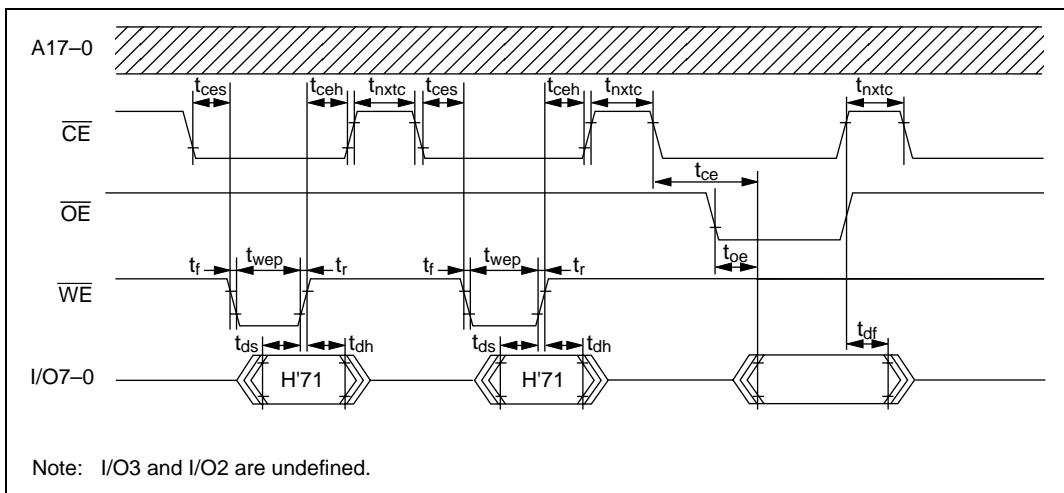 A17–0
tces tceh tnxtc tces tceh tnxtc tnxtc
CE
tce
OE
toe
tf twep tr tf twep tr
WE
tds tdh tds tdh tdf
I/O7–0 H'71 H'71
Note: I/O3 and I/O2 are undefined.